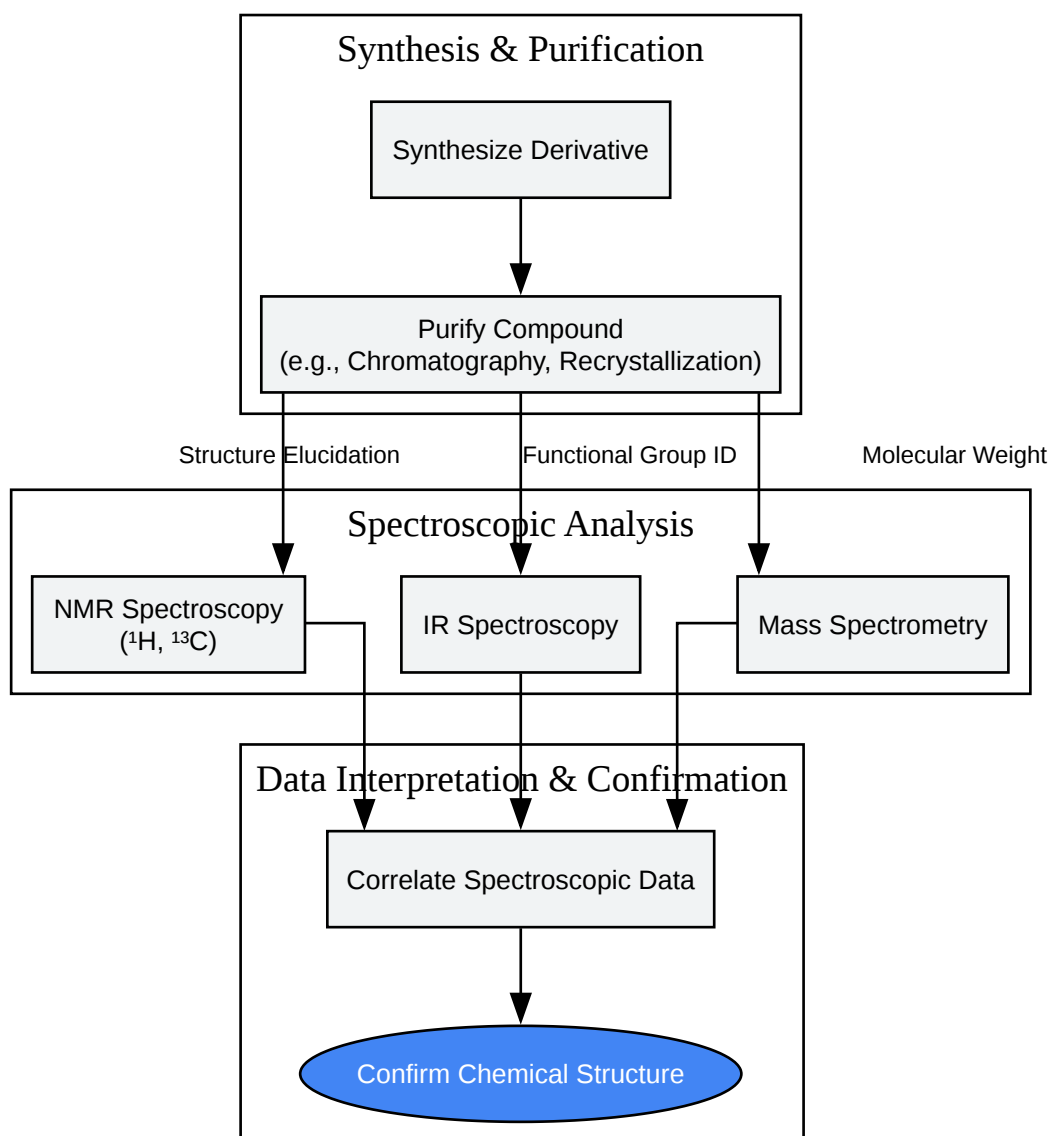 Synthesis & Purification
Synthesize Derivative
Purify Compound
(e.g., Chromatography, Recrystallization)
Structure Elucidation
Functional Group ID
Molecular Weight
Spectroscopic Analysis
NMR Spectroscopy
(¹H, ¹³C)
IR Spectroscopy
Mass Spectrometry
Data Interpretation & Confirmation
Correlate Spectroscopic Data
Confirm Chemical Structure